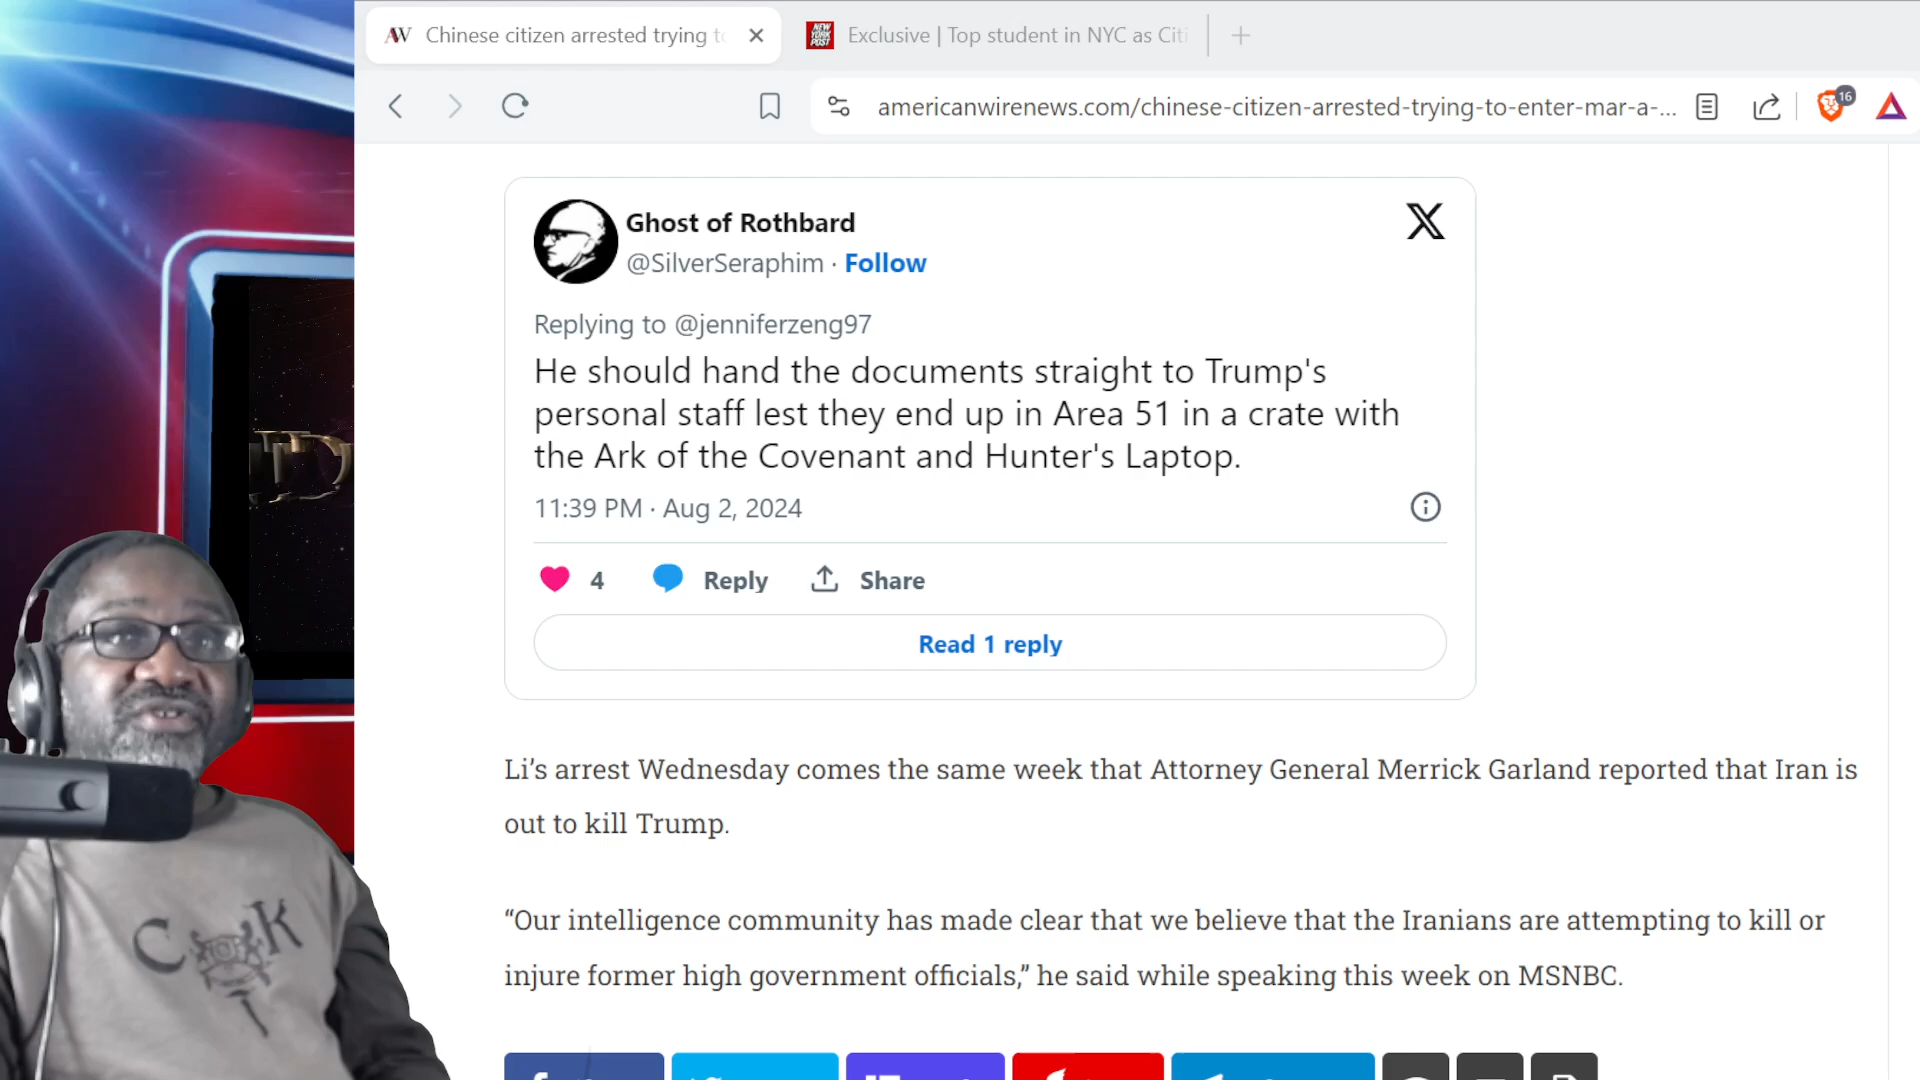 AW Chinese citizen arrested trying to
NEW YORK POST Exclusive | Top student in NYC as Citi
americanwirenews.com/chinese-citizen-arrested-trying-to-enter-mar-a-...
16
Ghost of Rothbard
@SilverSeraphim · Follow
Replying to @jenniferzeng97
He should hand the documents straight to Trump's
personal staff lest they end up in Area 51 in a crate with
the Ark of the Covenant and Hunter's Laptop.
11:39 PM · Aug 2, 2024
4 Reply Share
Read 1 reply
Li’s arrest Wednesday comes the same week that Attorney General Merrick Garland reported that Iran is
out to kill Trump.
“Our intelligence community has made clear that we believe that the Iranians are attempting to kill or
injure former high government officials,” he said while speaking this week on MSNBC.
C K